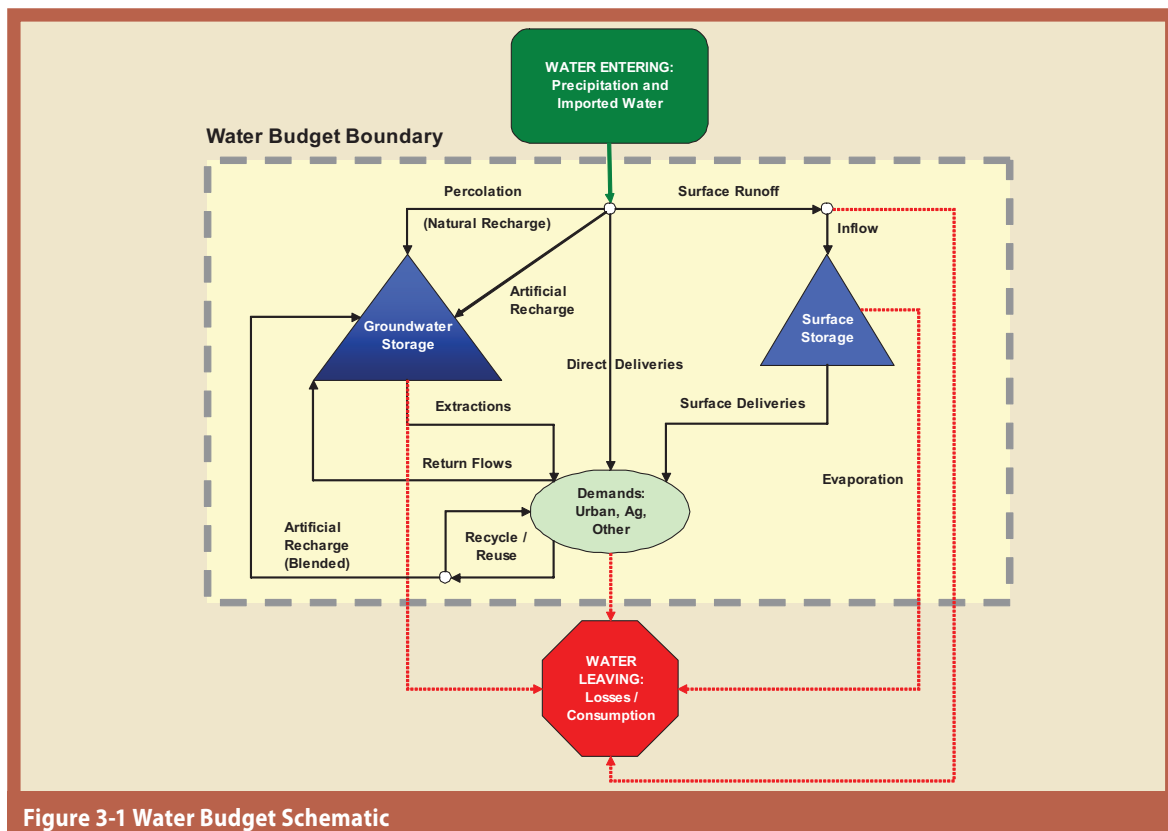 WATER ENTERING:
Precipitation and
Imported Water
Water Budget Boundary
Percolation
(Natural Recharge)
Surface Runoff
Inflow
Artificial
Recharge
Groundwater
Storage
Surface
Storage
Direct Deliveries
Extractions
Surface Deliveries
Return Flows
Evaporation
Demands:
Urban, Ag,
Other
Artificial
Recharge
(Blended)
Recycle /
Reuse
WATER
LEAVING:
Losses /
Consumption
Figure 3-1 Water Budget Schematic